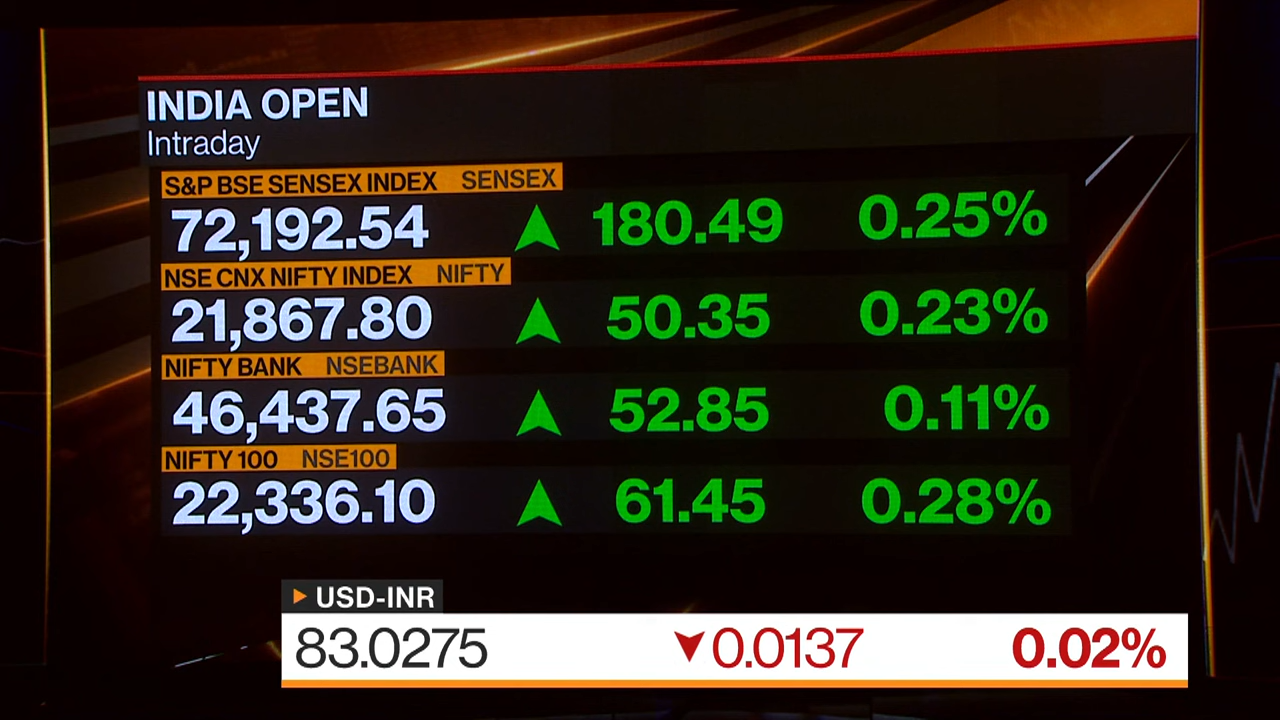 INDIA OPEN
Intraday
S&P BSE SENSEX INDEX SENSEX
72,192.54 ▲ 180.49 0.25%
NSE CNX NIFTY INDEX NIFTY
21,867.80 ▲ 50.35 0.23%
NIFTY BANK NSEBANK
46,437.65 ▲ 52.85 0.11%
NIFTY 100 NSE100
22,336.10 ▲ 61.45 0.28%
USD-INR
83.0275 ▼0.0137 0.02%